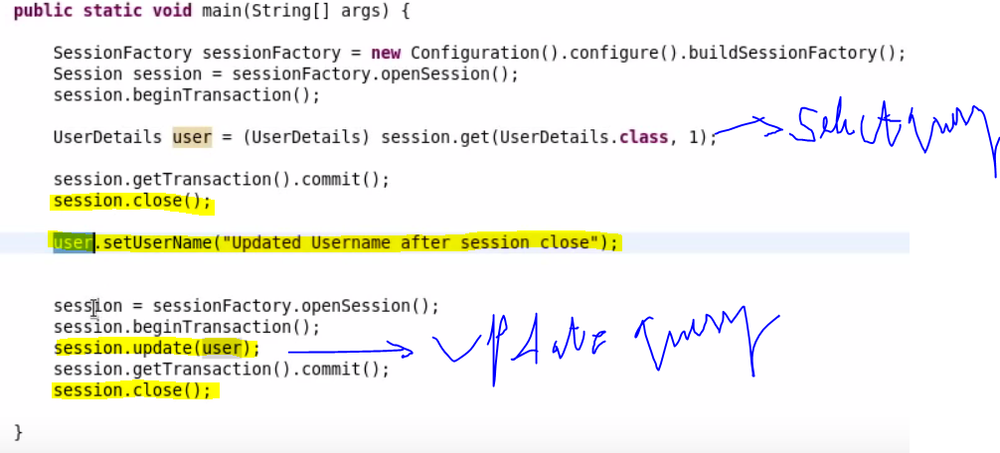 public static void main(String[] args) {
SessionFactory sessionFactory = new Configuration().configure().buildSessionFactory();
Session session = sessionFactory.openSession();
session.beginTransaction();
UserDetails user = (UserDetails) session.get(UserDetails.class, 1);
Select Query
session.getTransaction().commit();
session.close();
user.setUserName("Updated Username after session close");
session = sessionFactory.openSession();
session.beginTransaction();
session.update(user);
Update Query
session.getTransaction().commit();
session.close();
}